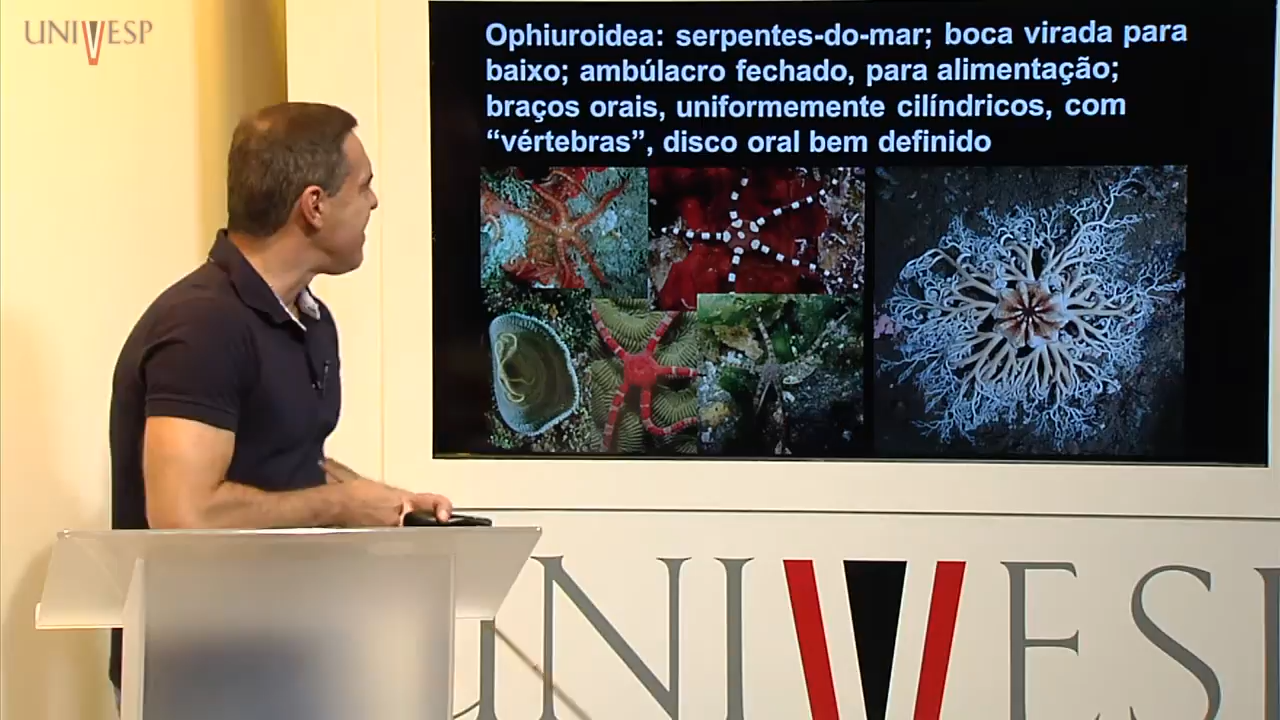 UNIVESP
Ophiuroidea: serpentes-do-mar; boca virada para
baixo; ambúlacro fechado, para alimentação;
braços orais, uniformemente cilíndricos, com
“vértebras”, disco oral bem definido
UNIVESP